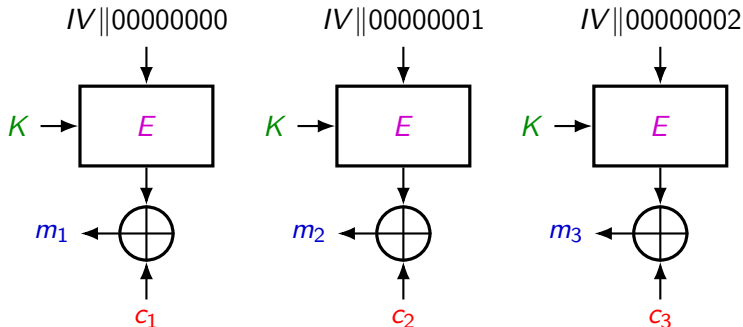 IV||00000000 IV||00000001 IV||00000002
K E K E K E
m₁ m₂ m₃
c₁ c₂ c₃